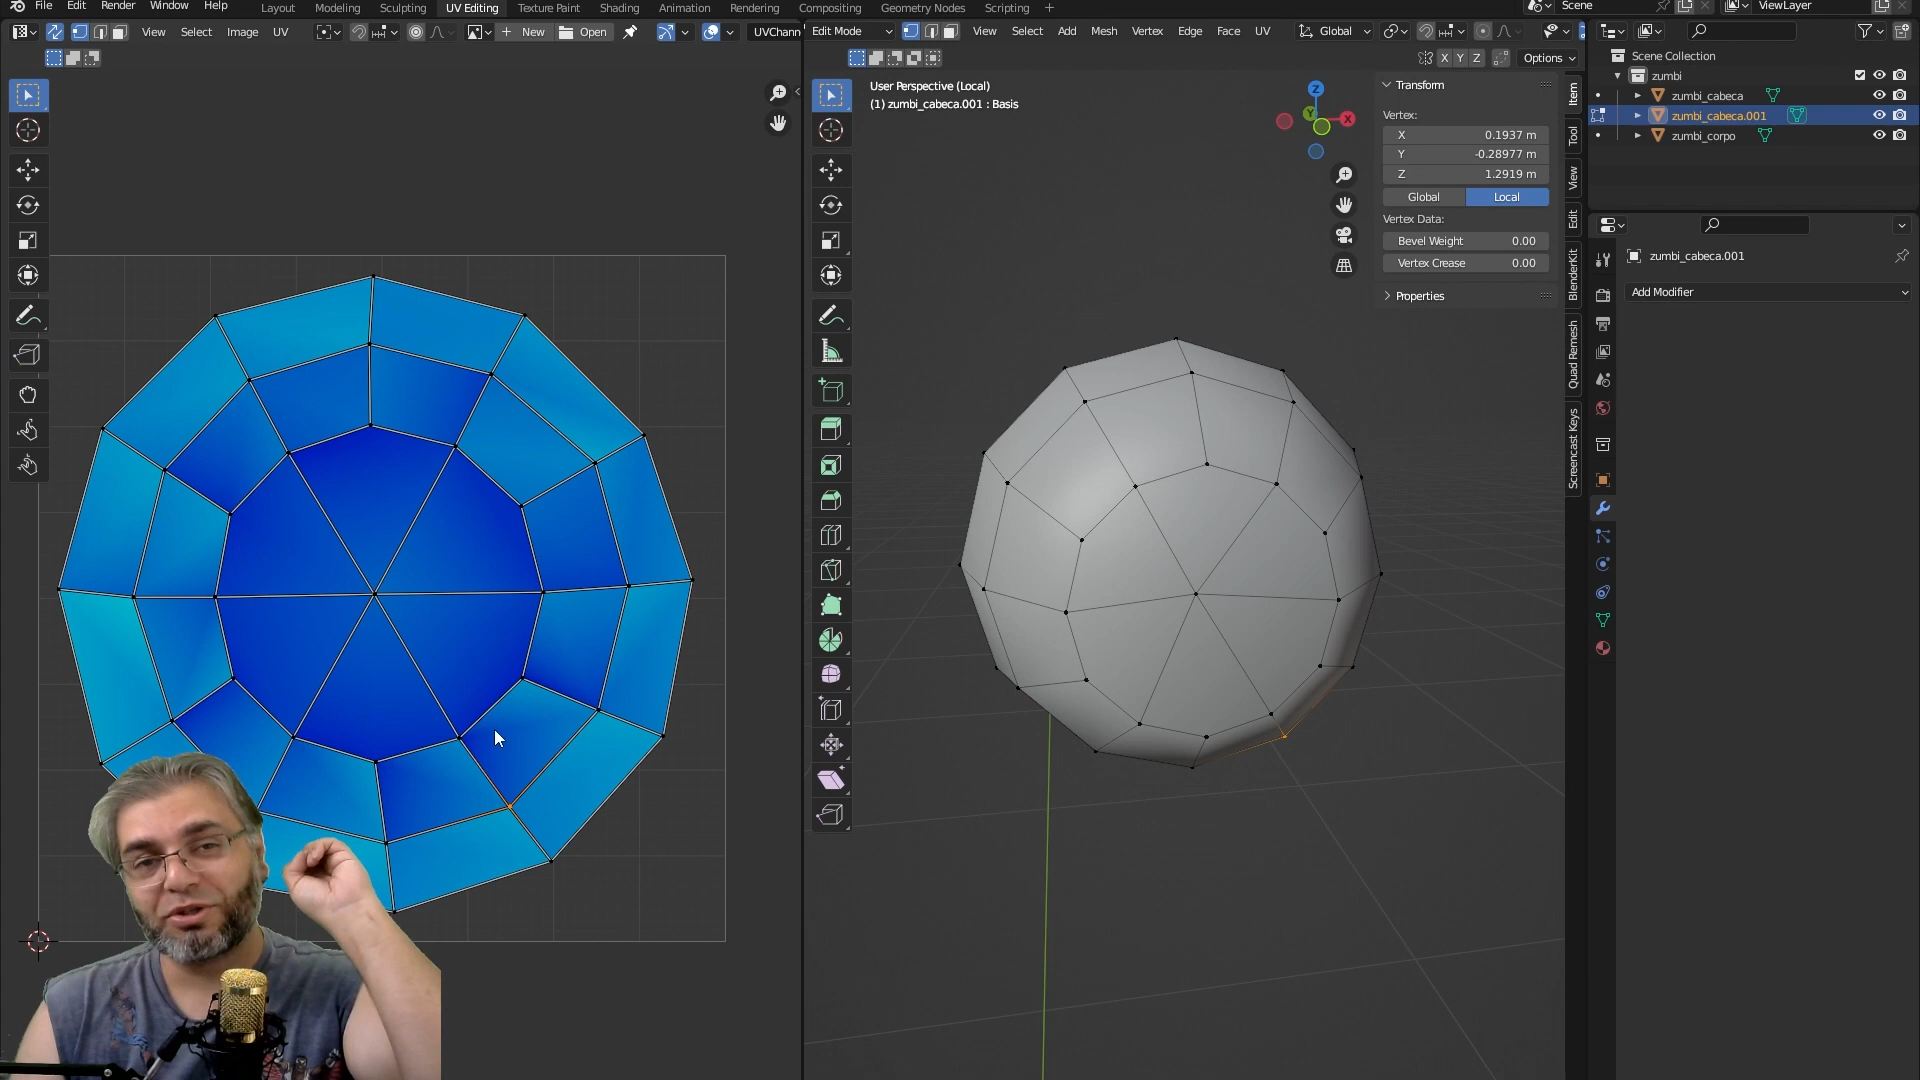 File Edit Render Window Help
Layout Modeling Sculpting UV Editing Texture Paint Shading Animation Rendering Compositing Geometry Nodes Scripting +
Scene ViewLayer
View Select Image UV New Open UVChann
Edit Mode View Select Add Mesh Vertex Edge Face UV Global
X Y Z Options
User Perspective (Local)
(1) zumbi_cabeca.001 : Basis
Z
Y
X
Transform
Vertex:
X 0.1937 m
Y -0.28977 m
Z 1.2919 m
Global Local
Vertex Data:
Bevel Weight 0.00
Vertex Crease 0.00
Properties
Item
Tool
View
Edit
BlenderKit
Quad Remesh
Screencast Keys
Scene Collection
zumbi
zumbi_cabeca
zumbi_cabeca.001
zumbi_corpo
zumbi_cabeca.001
Add Modifier